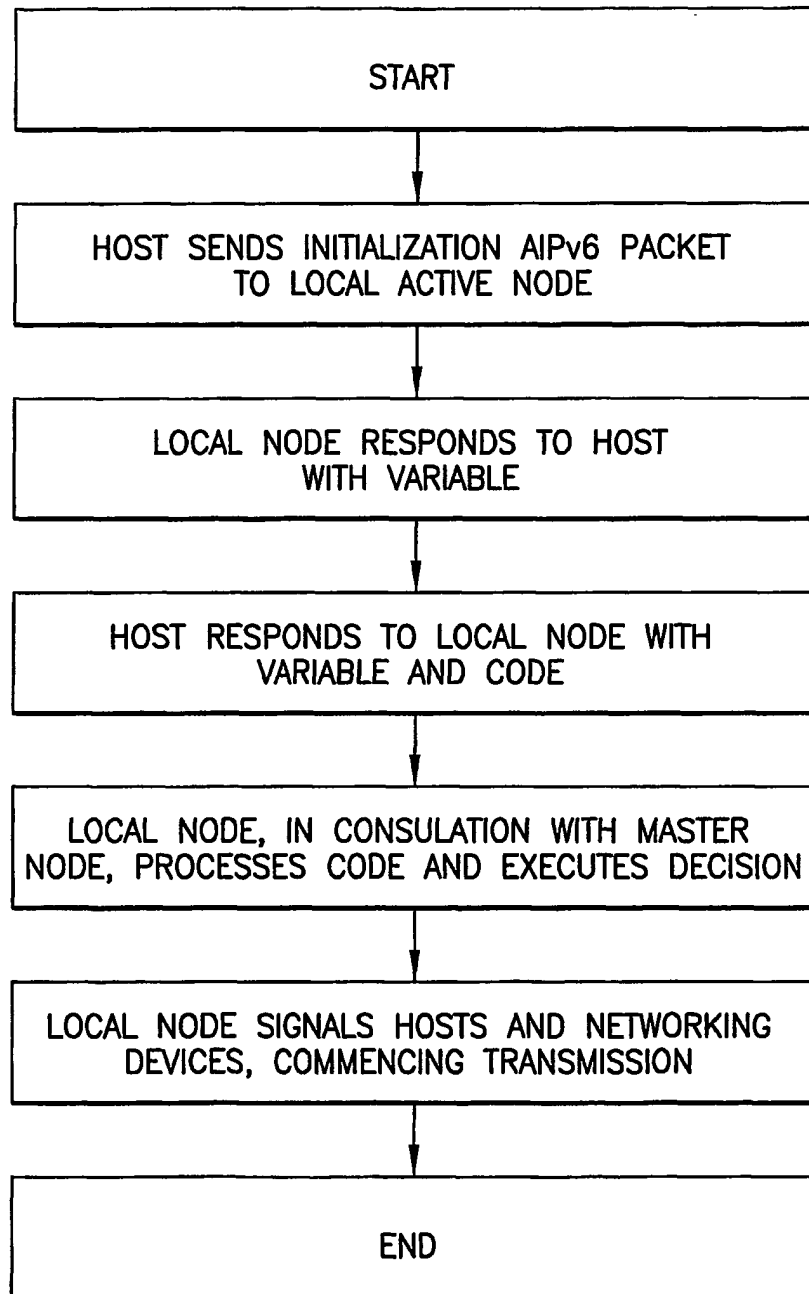 START
HOST SENDS INITIALIZATION AIPv6 PACKET
TO LOCAL ACTIVE NODE
LOCAL NODE RESPONDS TO HOST
WITH VARIABLE
HOST RESPONDS TO LOCAL NODE WITH
VARIABLE AND CODE
LOCAL NODE, IN CONSULATION WITH MASTER
NODE, PROCESSES CODE AND EXECUTES DECISION
LOCAL NODE SIGNALS HOSTS AND NETWORKING
DEVICES, COMMENCING TRANSMISSION
END